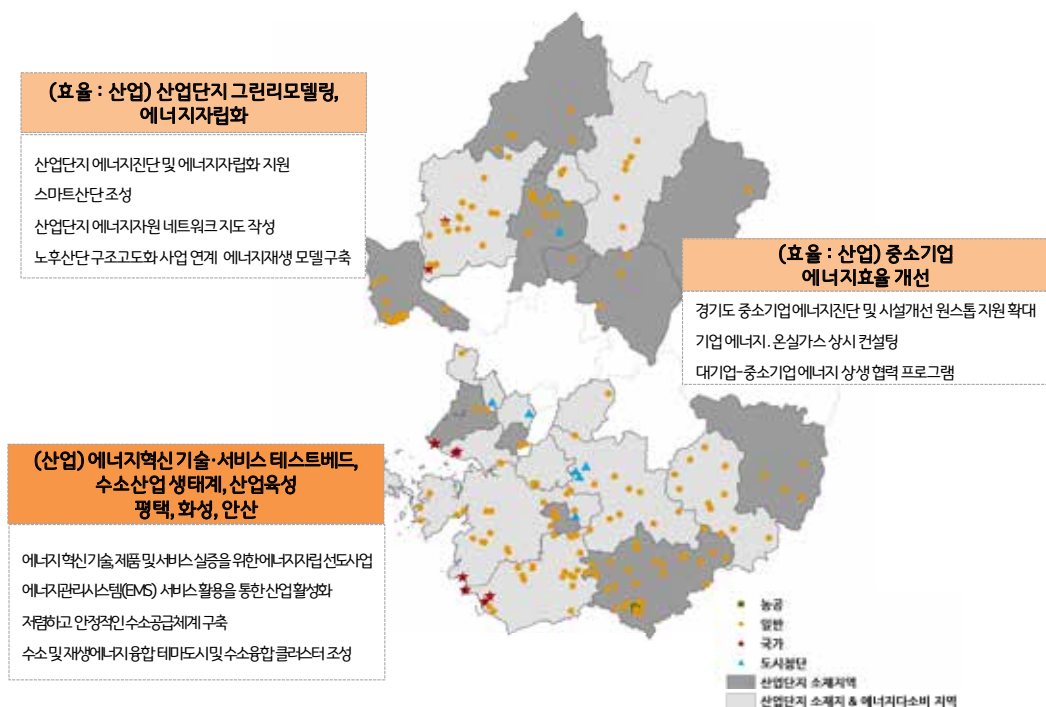 (효율 : 산업) 산업단지 그린리모델링,
에너지자립화
산업단지 에너지진단 및 에너지자립화 지원
스마트산단 조성
산업단지 에너지자원 네트워크 지도 작성
노후산단 구조고도화 사업 연계 에너지재생 모델 구축
(효율 : 산업) 중소기업
에너지효율 개선
경기도 중소기업 에너지진단 및 시설개선 원스톱 지원 확대
기업 에너지.온실가스 상시 컨설팅
대기업-중소기업 에너지 상생 협력 프로그램
(산업) 에너지혁신 기술·서비스 테스트베드,
수소산업 생태계, 산업육성
평택, 화성, 안산
에너지 혁신 기술, 제품 및 서비스 실증을 위한 에너지자립 선도사업
에너지관리시스템(EMS) 서비스 활용을 통한 산업 활성화
저렴하고 안정적인 수소공급체계 구축
수소 및 재생에너지 융합 테마도시 및 수소융합 클러스터 조성
농공
일반
국가
도시첨단
산업단지 소재지역
산업단지 소재지 & 에너지다소비 지역